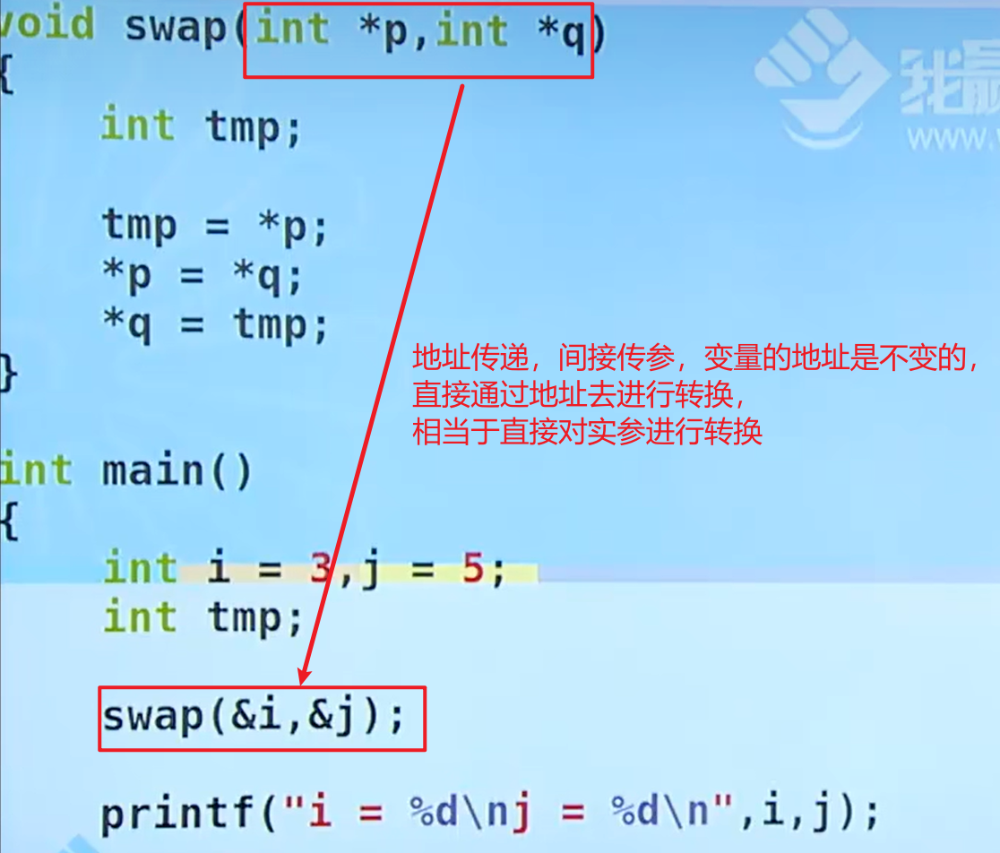 void swap(int *p,int *q)
{
int tmp;
tmp = *p;
*p = *q;
*q = tmp;
}
地址传递，间接传参，变量的地址是不变的，
直接通过地址去进行转换，
相当于直接对实参进行转换
int main()
{
int i = 3,j = 5;
int tmp;
swap(&i,&j);
printf("i = %d\nj = %d\n",i,j);
我赢
www.